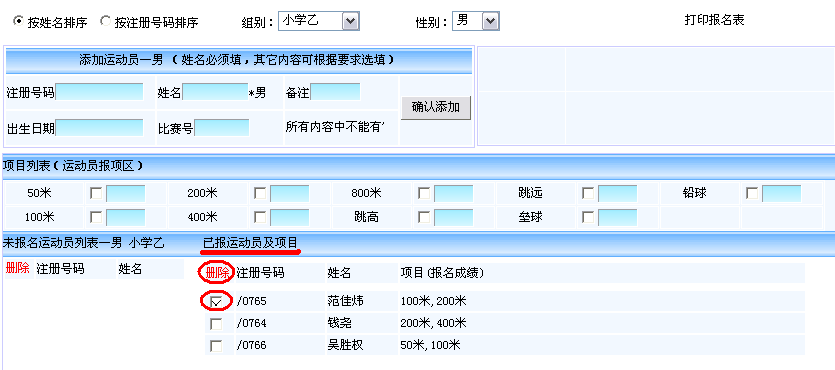 按姓名排序 按注册号码排序 组别: 小学乙 性别: 男 打印报名表
添加运动员—男 (姓名必须填,其它内容可根据要求选填)
注册号码 姓名 *男 备注
确认添加
出生日期 比赛号 所有内容中不能有'
项目列表(运动员报项区)
50米 200米 800米 跳远 铅球
100米 400米 跳高 垒球
未报名运动员列表—男 小学乙 已报运动员及项目
删除 注册号码 姓名 删除 注册号码 姓名 项目(报名成绩)
/0765 范佳炜 100米,200米
/0764 钱尧 200米,400米
/0766 吴胜权 50米,100米